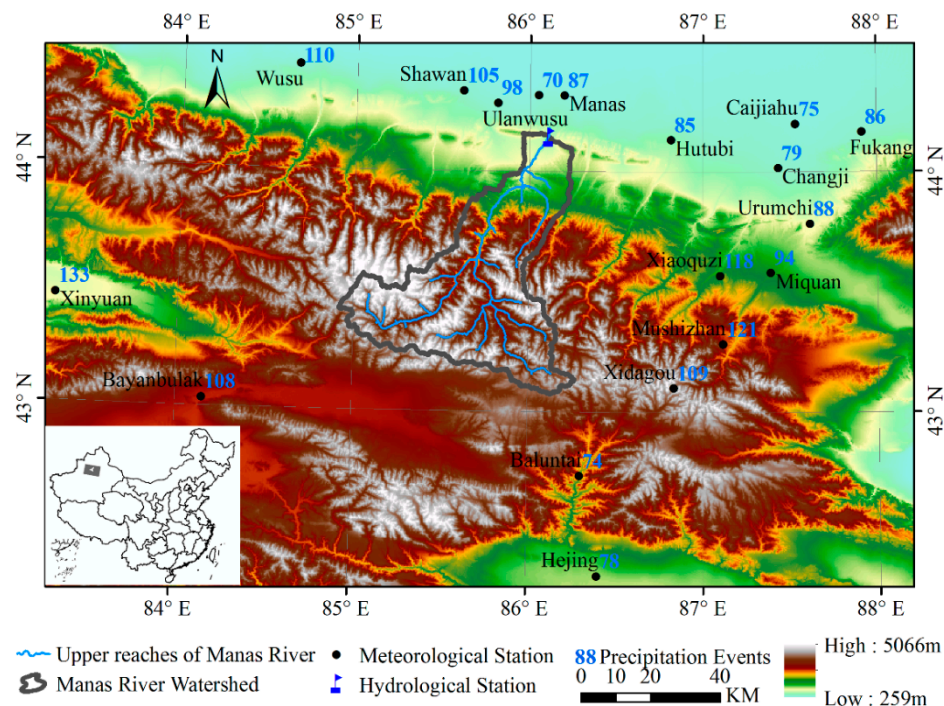 84° E 85° E 86° E 87° E 88° E
N
110
Wusu
Shawan 105
98
70
87
Ulanwusu
Manas
85
Hutubi
Caijiahu 75
86
Fukang
79
Changji
Urumchi 88
44° N
44° N
133
Xinyuan
Xiaoquzi 118
94
Miquan
Mushizhan 121
Bayanbulak 108
Xidagou 109
43° N
43° N
Baluntai 74
Hejing 78
84° E 85° E 86° E 87° E 88° E
Upper reaches of Manas River
Meteorological Station
88 Precipitation Events
High : 5066m
Manas River Watershed
Hydrological Station
0 10 20 40
KM
Low : 259m